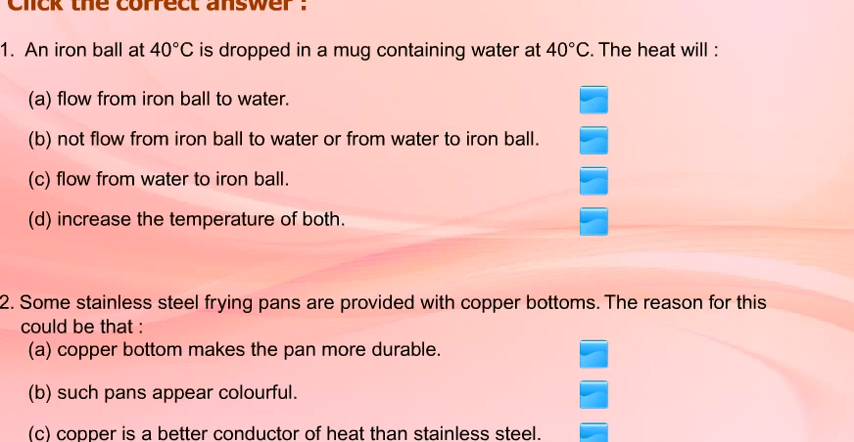 Click the correct answer :
1. An iron ball at 40°C is dropped in a mug containing water at 40°C. The heat will :
(a) flow from iron ball to water.
(b) not flow from iron ball to water or from water to iron ball.
(c) flow from water to iron ball.
(d) increase the temperature of both.
2. Some stainless steel frying pans are provided with copper bottoms. The reason for this
could be that :
(a) copper bottom makes the pan more durable.
(b) such pans appear colourful.
(c) copper is a better conductor of heat than stainless steel.